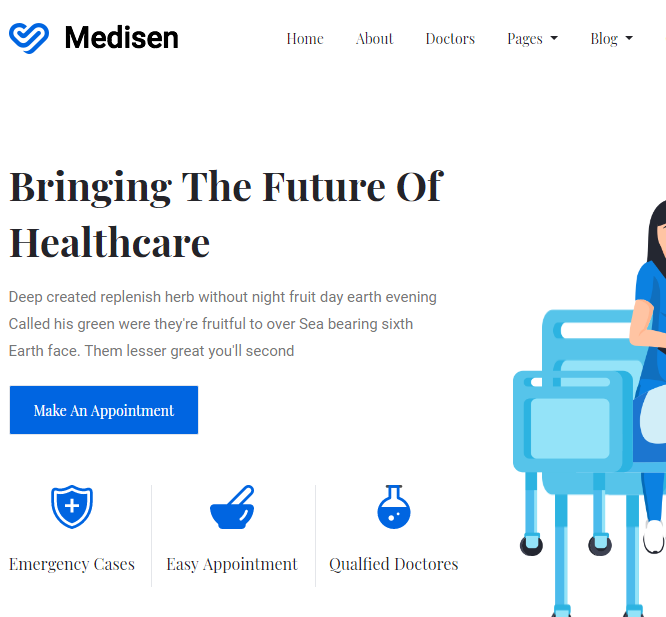 Medisen
Home About Doctors Pages Blog
Bringing The Future Of
Healthcare
Deep created replenish herb without night fruit day earth evening
Called his green were they're fruitful to over Sea bearing sixth
Earth face. Them lesser great you'll second
Make An Appointment
Emergency Cases Easy Appointment Qualfied Doctores